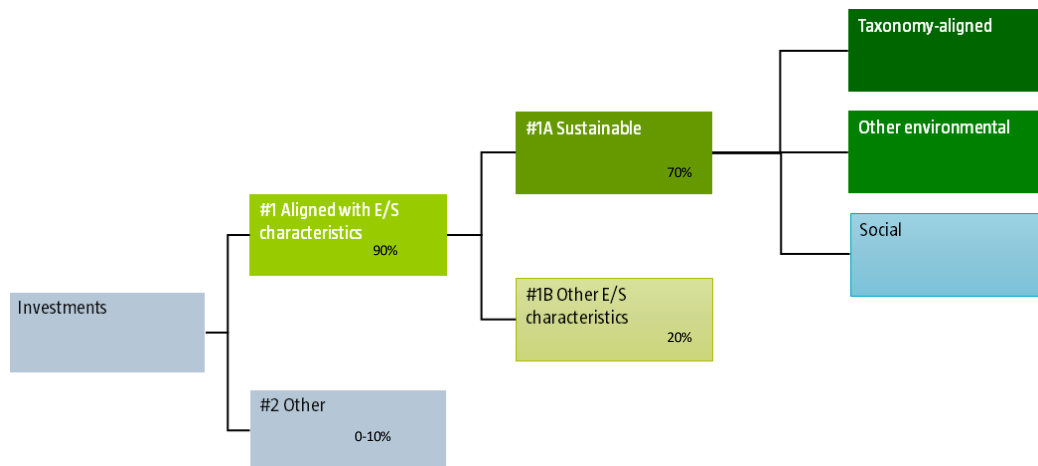 Investments
#1 Aligned with E/S
characteristics
90%
#2 Other
0-10%
#1A Sustainable
70%
#1B Other E/S
characteristics
20%
Taxonomy-aligned
Other environmental
Social